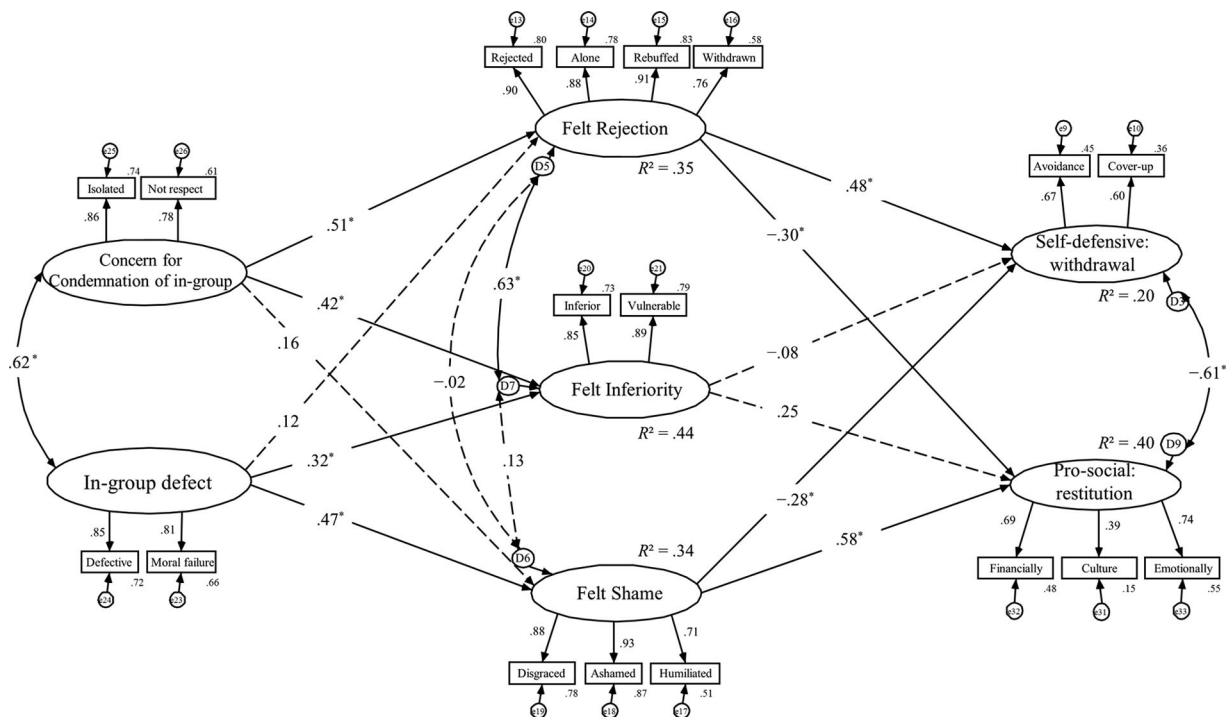 e13 e14 e15 e16
.80 .78 .83 .58
Rejected Alone Rebuffed Withdrawn
.90 .88 .91 .76
Felt Rejection
D5
R² = .35
e25 e26
.74 .61
Isolated Not respect
.86 .78
Concern for
Condemnation of in-group
e9 e10
.45 .36
Avoidance Cover-up
.67 .60
Self-defensive:
withdrawal
R² = .20
D3
.51*
.48*
−.30*
.42*
.63*
.16
.62*
−.02
.12
e20 e21
.73 .79
Inferior Vulnerable
.85 .89
Felt Inferiority
D7
R² = .44
−.08
.25
−.61*
.32*
.13
.47*
−.28*
.58*
In-group defect
.85 .81
Defective Moral failure
.72 .66
e24 e23
D6
R² = .34
Felt Shame
.88 .93 .71
Disgraced Ashamed Humiliated
.78 .87 .51
e19 e18 e17
R² = .40
D9
Pro-social:
restitution
.69 .39 .74
Financially Culture Emotionally
.48 .15 .55
e32 e31 e33